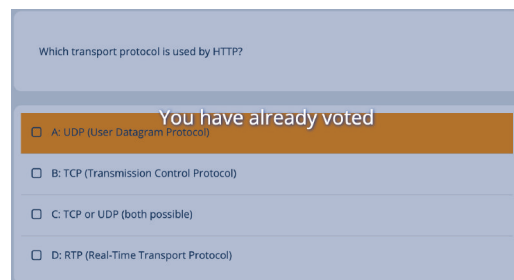 Which transport protocol is used by HTTP?
You have already voted
A: UDP (User Datagram Protocol)
B: TCP (Transmission Control Protocol)
C: TCP or UDP (both possible)
D: RTP (Real-Time Transport Protocol)